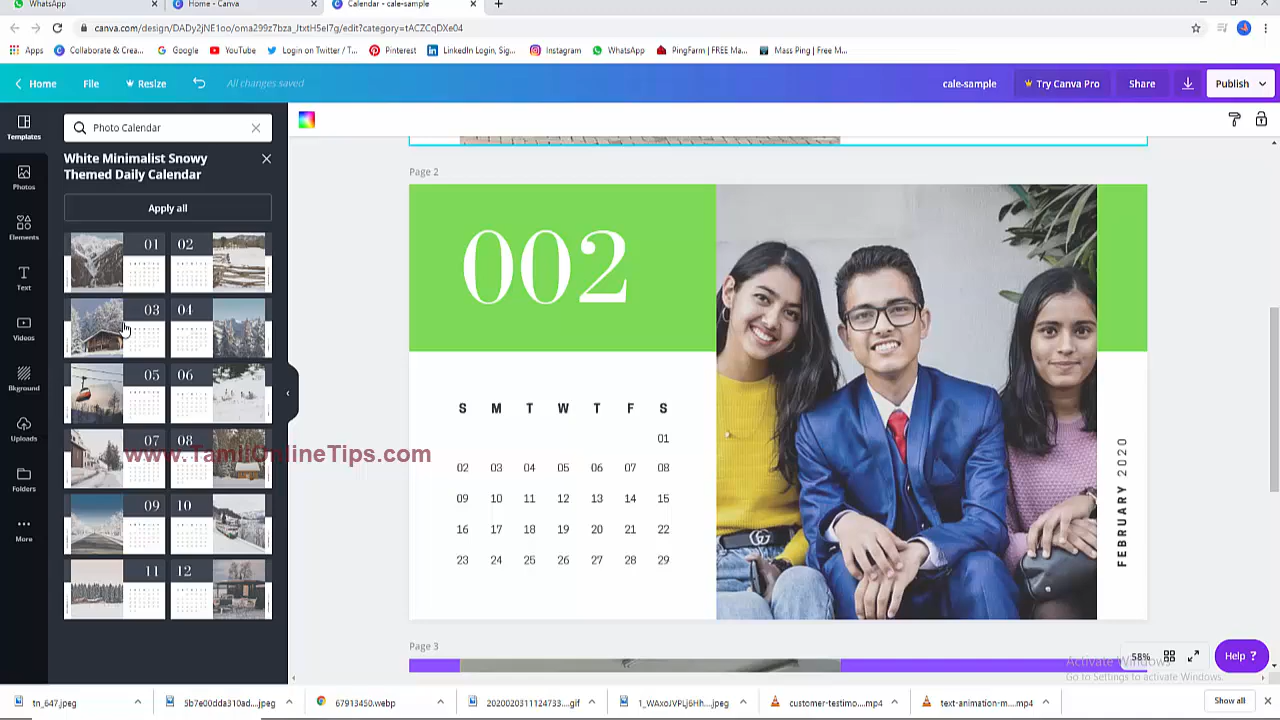 WhatsApp
Home - Canva
Calendar - cale-sample
canva.com/design/DADy2jNE1oo/oma299z7bza_JtxtH5eI7g/edit?category=tACZCqDXe04
Apps Collaborate & Crea... Google YouTube Login on Twitter / T... Pinterest LinkedIn Login, Sig... Instagram WhatsApp PingFarm | FREE Ma... Mass Ping | Free M...
Home File Resize All changes saved cale-sample Try Canva Pro Share Publish
Templates
Photos
Elements
Text
Videos
Bkground
Uploads
Folders
More
Photo Calendar
White Minimalist Snowy
Themed Daily Calendar
Apply all
01 02
03 04
05 06
07 08
09 10
11 12
Page 2
002
S M T W T F S
01
02 03 04 05 06 07 08
09 10 11 12 13 14 15
16 17 18 19 20 21 22
23 24 25 26 27 28 29
FEBRUARY 2020
www.TamilOnlineTips.com
Page 3
58%
Help ?
Activate Windows
Go to Settings to activate Windows.
tn_647.jpeg 5b7e00dda310ad....jpeg 67913450.webp 2020020311124733....gif 1_WAxoJVPLj6Hh....jpeg customer-testimo....mp4 text-animation-m....mp4 Show all